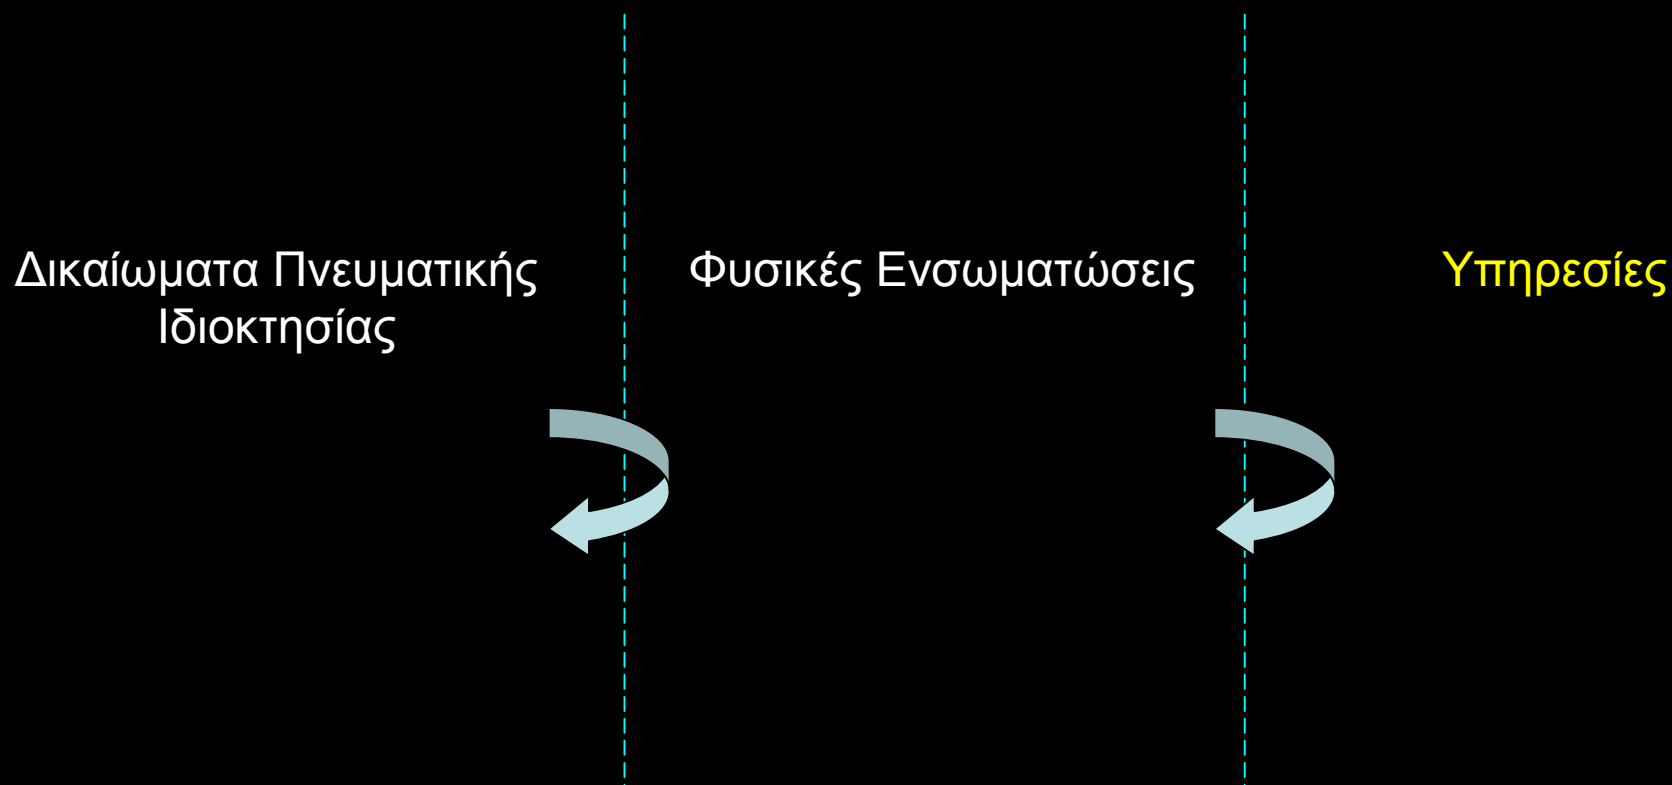 Δικαίωματα Πνευματικής
Ιδιοκτησίας
Φυσικές Ενσωματώσεις
Υπηρεσίες